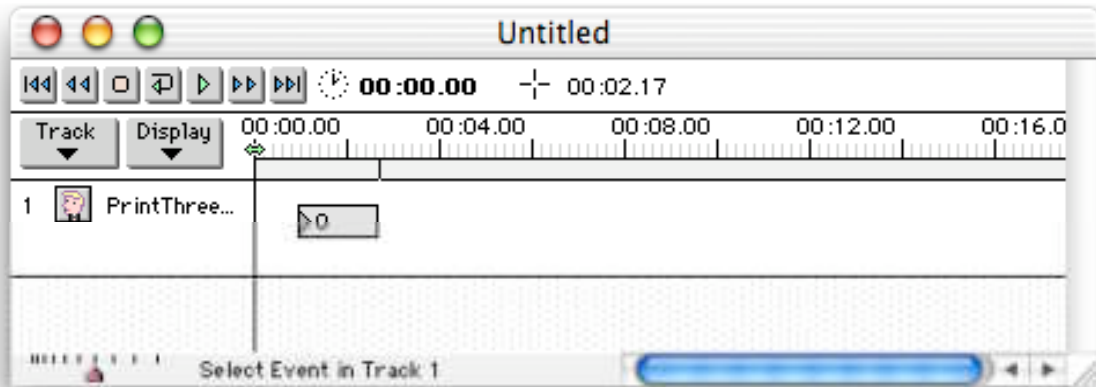 Untitled
00:00.00 00:02.17
Track Display 00:00.00 00:04.00 00:08.00 00:12.00 00:16.0
1 PrintThree... 0
Select Event in Track 1